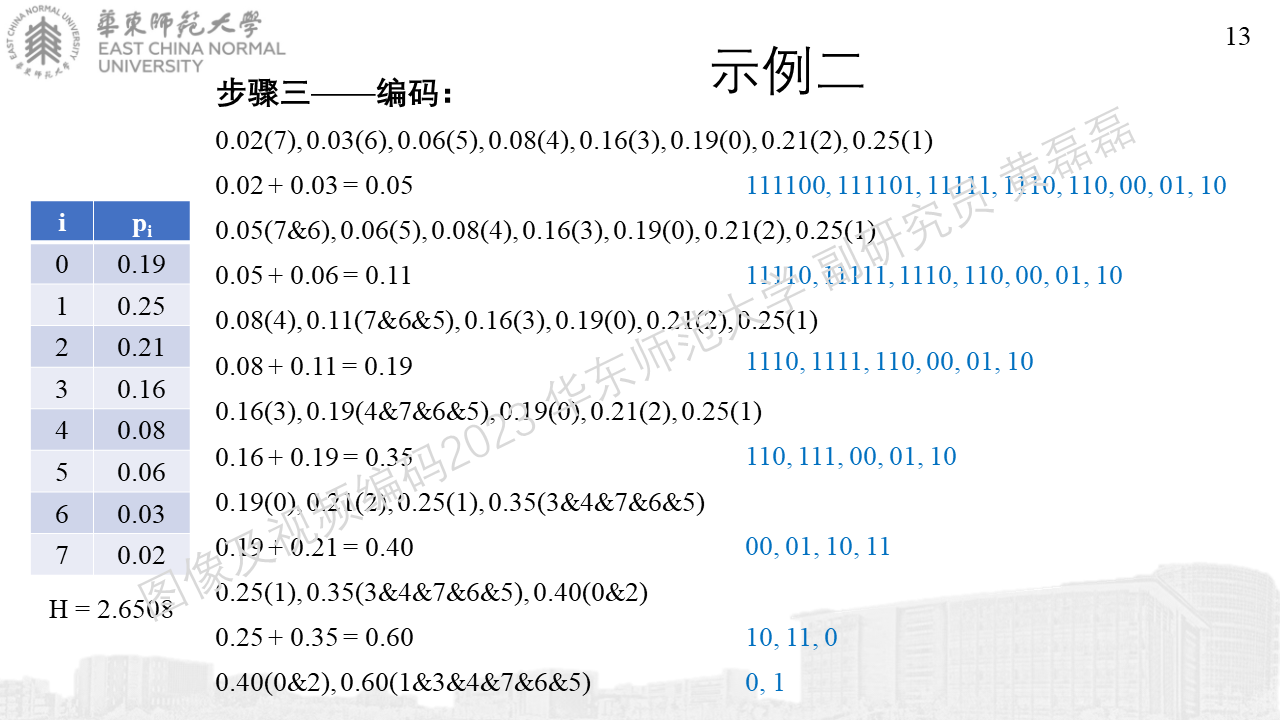 華東師範大學
EAST CHINA NORMAL
UNIVERSITY
EAST CHINA NORMAL UNIVERSITY
華東师范大学
13
示例二
步骤三——编码：
0.02(7), 0.03(6), 0.06(5), 0.08(4), 0.16(3), 0.19(0), 0.21(2), 0.25(1)
0.02 + 0.03 = 0.05
111100, 111101, 11111, 1110, 110, 00, 01, 10
0.05(7&6), 0.06(5), 0.08(4), 0.16(3), 0.19(0), 0.21(2), 0.25(1)
0.05 + 0.06 = 0.11
11110, 11111, 1110, 110, 00, 01, 10
0.08(4), 0.11(7&6&5), 0.16(3), 0.19(0), 0.21(2), 0.25(1)
0.08 + 0.11 = 0.19
1110, 1111, 110, 00, 01, 10
0.16(3), 0.19(4&7&6&5), 0.19(0), 0.21(2), 0.25(1)
0.16 + 0.19 = 0.35
110, 111, 00, 01, 10
0.19(0), 0.21(2), 0.25(1), 0.35(3&4&7&6&5)
0.19 + 0.21 = 0.40
00, 01, 10, 11
0.25(1), 0.35(3&4&7&6&5), 0.40(0&2)
0.25 + 0.35 = 0.60
10, 11, 0
0.40(0&2), 0.60(1&3&4&7&6&5)
0, 1
i pi
0 0.19
1 0.25
2 0.21
3 0.16
4 0.08
5 0.06
6 0.03
7 0.02
H = 2.6508
图像及视频编码2023 华东师范大学 副研究员 黄磊磊